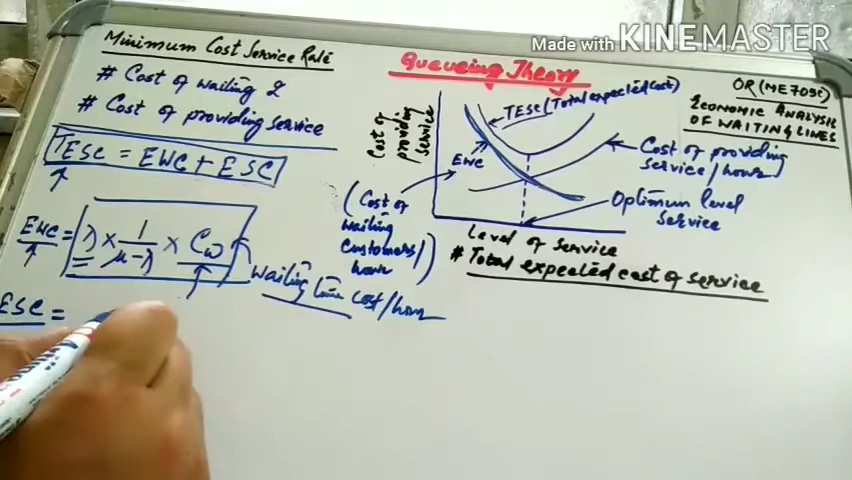 Made with KINEMASTER
Minimum Cost Service Rate
# Cost of waiting &
# Cost of providing service
TESC = EWC + ESC
EWC = λ × 1/μ-λ × Cω
waiting time cost/hour
ESC =
Queueing Theory
OR (ME705C)
ECONOMIC ANALYSIS
OF WAITING LINES
Cost of
providing
service
TESC (Total expected cost)
EWC
Cost of providing
service/hour
(Cost of
waiting
customers/
hour)
Optimum level
service
Level of service
# Total expected cost of service